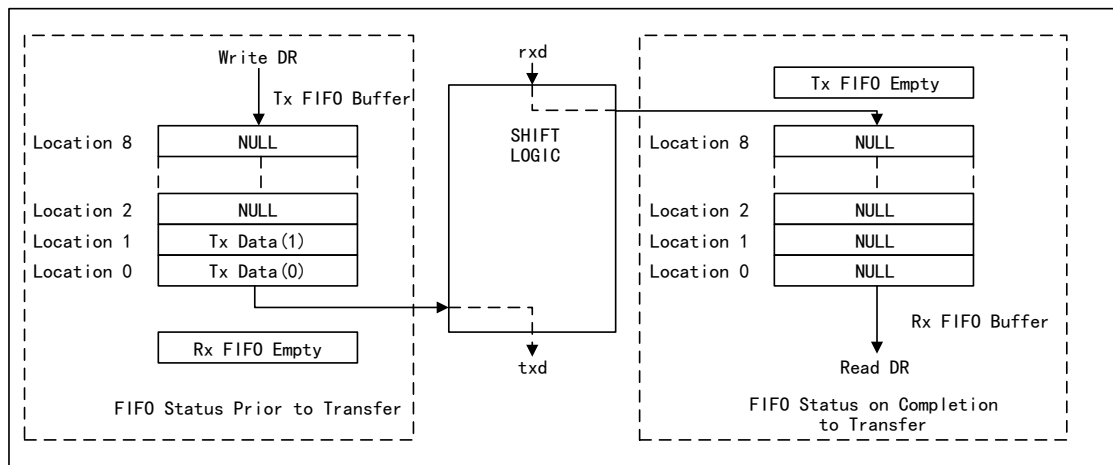 Write DR
Tx FIFO Buffer
Location 8 NULL
Location 2 NULL
Location 1 Tx Data(1)
Location 0 Tx Data(0)
Rx FIFO Empty
FIFO Status Prior to Transfer
rxd
SHIFT
LOGIC
txd
Tx FIFO Empty
Location 8 NULL
Location 2 NULL
Location 1 NULL
Location 0 NULL
Rx FIFO Buffer
Read DR
FIFO Status on Completion
to Transfer